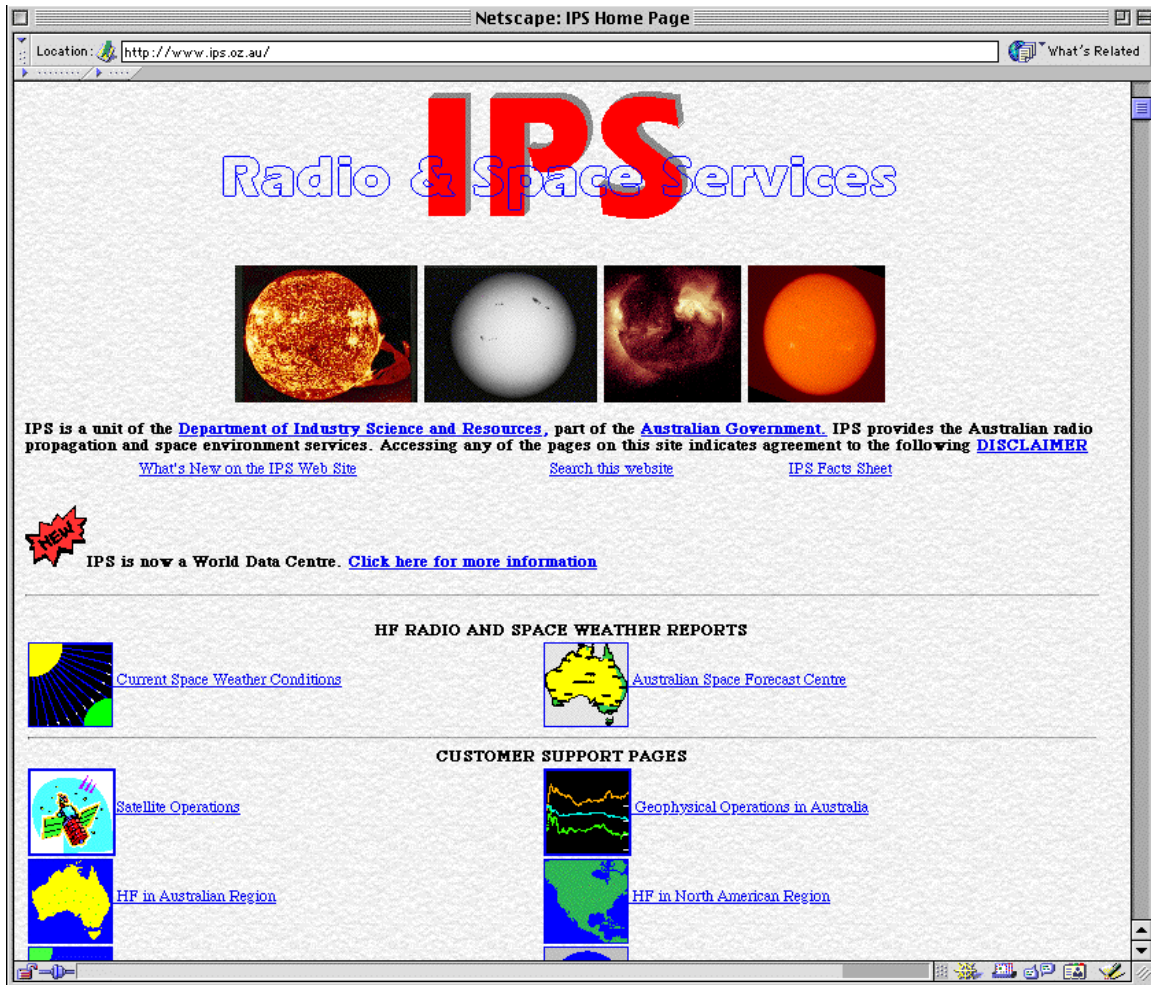 Netscape: IPS Home Page
Location: http://www.ips.oz.au/ What's Related
IPS
Radio & Space Services
IPS is a unit of the Department of Industry Science and Resources, part of the Australian Government. IPS provides the Australian radio
propagation and space environment services. Accessing any of the pages on this site indicates agreement to the following DISCLAIMER
What's New on the IPS Web Site Search this website IPS Facts Sheet
NEW
IPS is now a World Data Centre. Click here for more information
HF RADIO AND SPACE WEATHER REPORTS
Current Space Weather Conditions Australian Space Forecast Centre
CUSTOMER SUPPORT PAGES
Satellite Operations Geophysical Operations in Australia
HF in Australian Region HF in North American Region